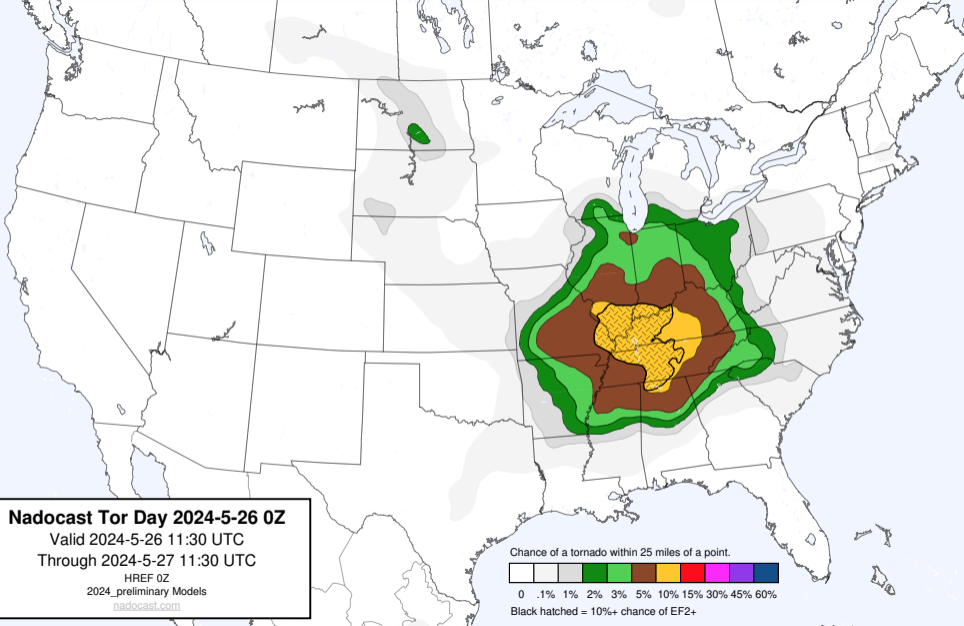 Nadocast Tor Day 2024-5-26 0Z
Valid 2024-5-26 11:30 UTC
Through 2024-5-27 11:30 UTC
HREF 0Z
2024_preliminary Models
nadocast.com
Chance of a tornado within 25 miles of a point.
0 .1% 1% 2% 3% 5% 10% 15% 30% 45% 60%
Black hatched = 10%+ chance of EF2+